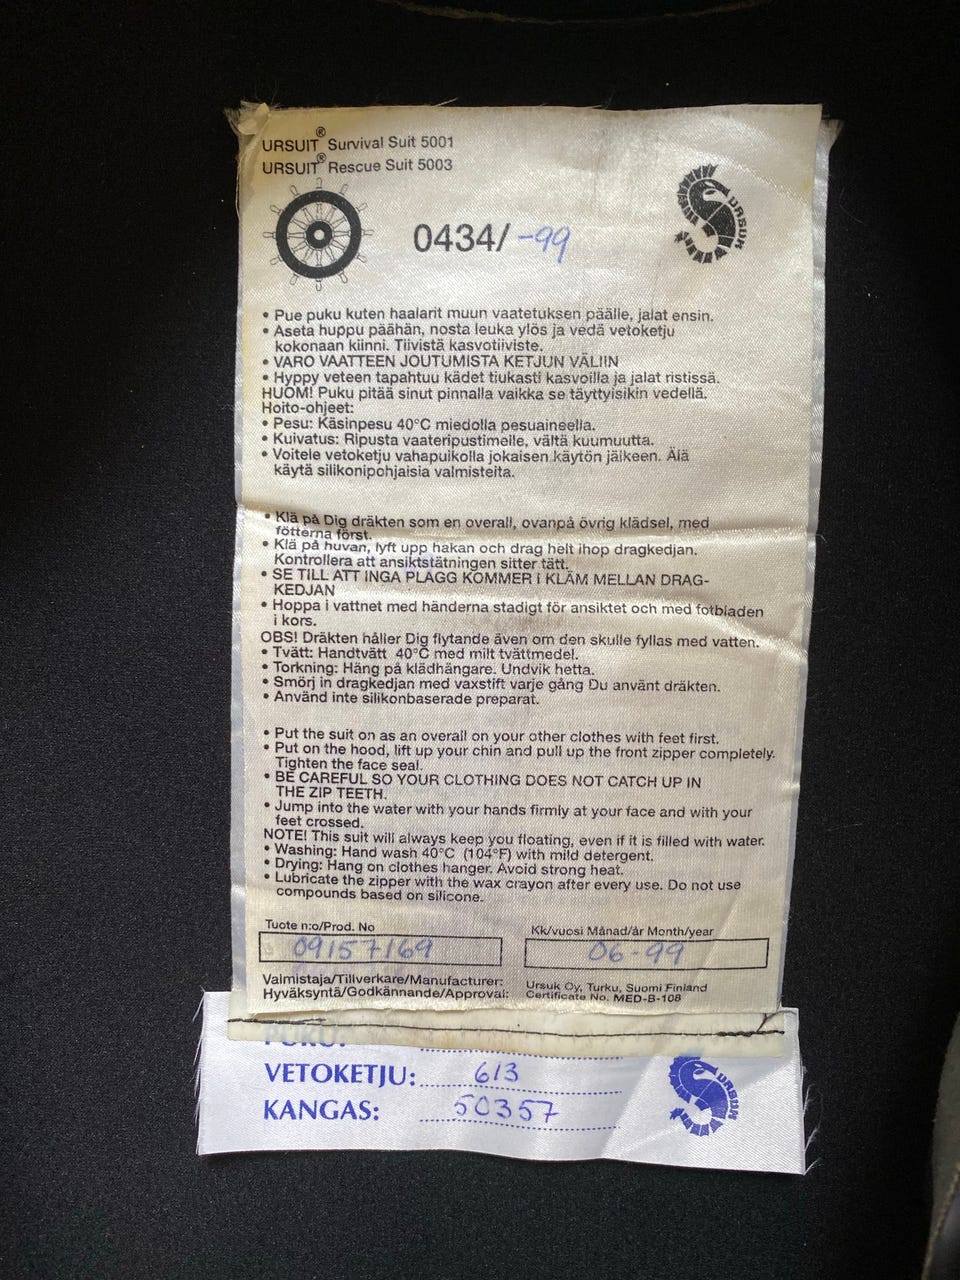 URSUIT® Survival Suit 5001
URSUIT® Rescue Suit 5003
0434/-99
URSUK
• Pue puku kuten haalarit muun vaatetuksen päälle, jalat ensin.
• Aseta huppu päähän, nosta leuka ylös ja vedä vetoketju
kokonaan kiinni. Tiivistä kasvotiiviste.
• VARO VAATTEEN JOUTUMISTA KETJUN VÄLIIN
• Hyppy veteen tapahtuu kädet tiukasti kasvoilla ja jalat ristissä.
HUOM! Puku pitää sinut pinnalla vaikka se täyttyisikin vedellä.
Hoito-ohjeet:
• Pesu: Käsinpesu 40°C miedolla pesuaineella.
• Kuivatus: Ripusta vaateripustimelle, vältä kuumuutta.
• Voitele vetoketju vahapuikolla jokaisen käytön jälkeen. Älä
käytä silikonipohjaisia valmisteita.
• Klä på Dig dräkten som en overall, ovanpå övrig klädsel, med
fötterna först.
• Klä på huvan, lyft upp hakan och drag helt ihop dragkedjan.
Kontrollera att ansiktstätningen sitter tätt.
• SE TILL ATT INGA PLAGG KOMMER I KLÄM MELLAN DRAG-
KEDJAN
• Hoppa i vattnet med händerna stadigt för ansiktet och med fotbladen
i kors.
OBS! Dräkten håller Dig flytande även om den skulle fyllas med vatten.
• Tvätt: Handtvätt 40°C med milt tvättmedel.
• Torkning: Häng på klädhängare. Undvik hetta.
• Smörj in dragkedjan med vaxstift varje gång Du använt dräkten.
• Använd inte silikonbaserade preparat.
• Put the suit on as an overall on your other clothes with feet first.
• Put on the hood, lift up your chin and pull up the front zipper completely.
Tighten the face seal.
• BE CAREFUL SO YOUR CLOTHING DOES NOT CATCH UP IN
THE ZIP TEETH.
• Jump into the water with your hands firmly at your face and with your
feet crossed.
NOTE! This suit will always keep you floating, even if it is filled with water.
• Washing: Hand wash 40°C (104°F) with mild detergent.
• Drying: Hang on clothes hanger. Avoid strong heat.
• Lubricate the zipper with the wax crayon after every use. Do not use
compounds based on silicone.
Tuote n:o/Prod. No
Kk/vuosi Månad/år Month/year
09157169
06-99
Valmistaja/Tillverkare/Manufacturer: Ursuk Oy, Turku, Suomi Finland
Hyväksyntä/Godkännande/Approval: Certificate No. MED-B-108
PUKU:
VETOKETJU: 613
KANGAS: 50357
URSUK